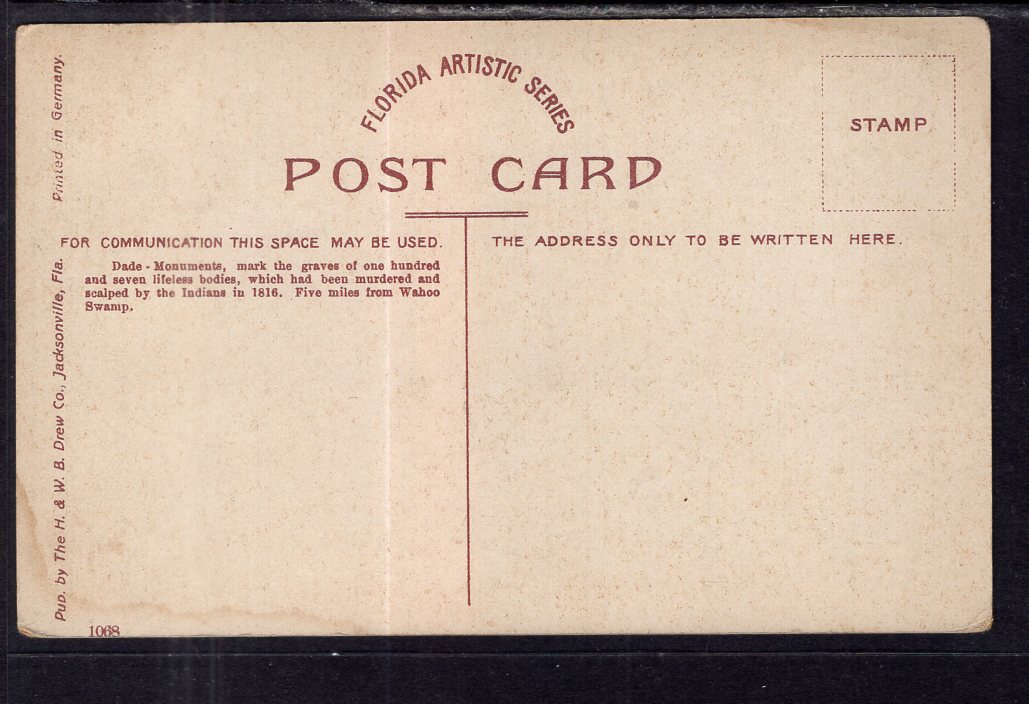 FLORIDA ARTISTIC SERIES
POST CARD
STAMP
FOR COMMUNICATION THIS SPACE MAY BE USED.
THE ADDRESS ONLY TO BE WRITTEN HERE.
Dade - Monuments, mark the graves of one hundred
and seven lifeless bodies, which had been murdered and
scalped by the Indians in 1816. Five miles from Wahoo
Swamp.
Pub. by The H. & W. B. Drew Co., Jacksonville, Fla. Printed in Germany.
1068